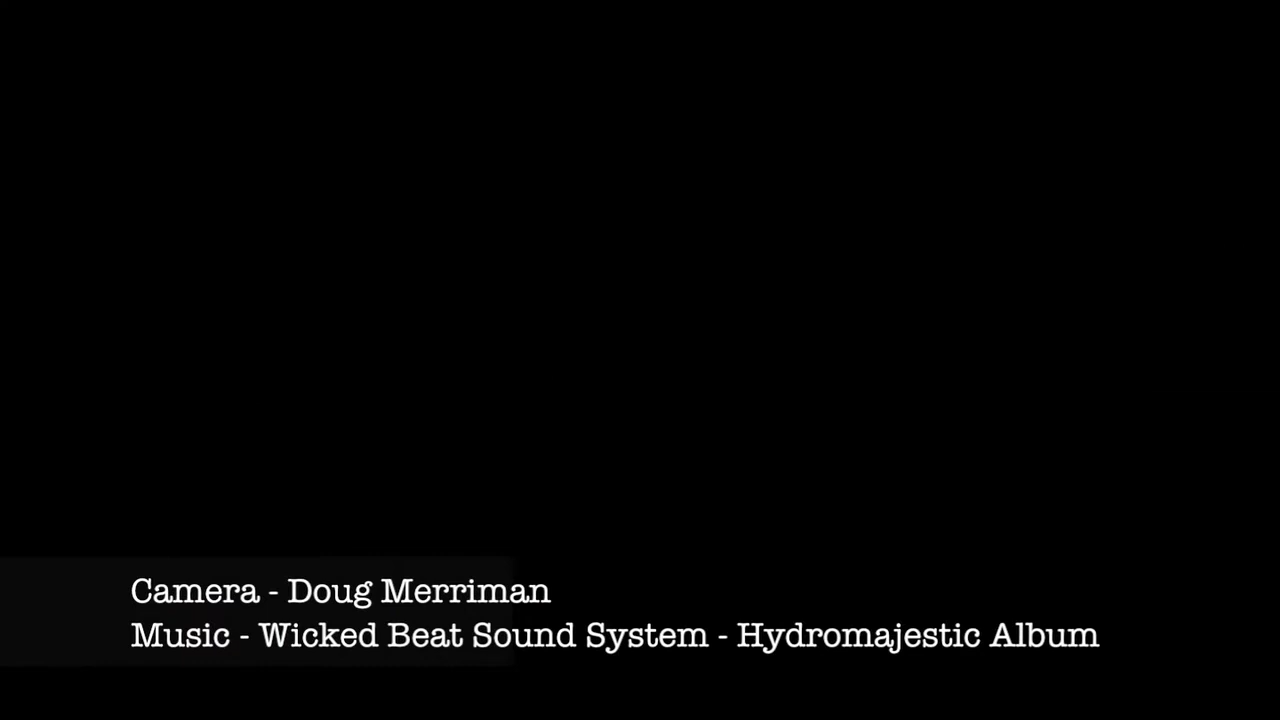 Camera - Doug Merriman
Music - Wicked Beat Sound System - Hydromajestic Album